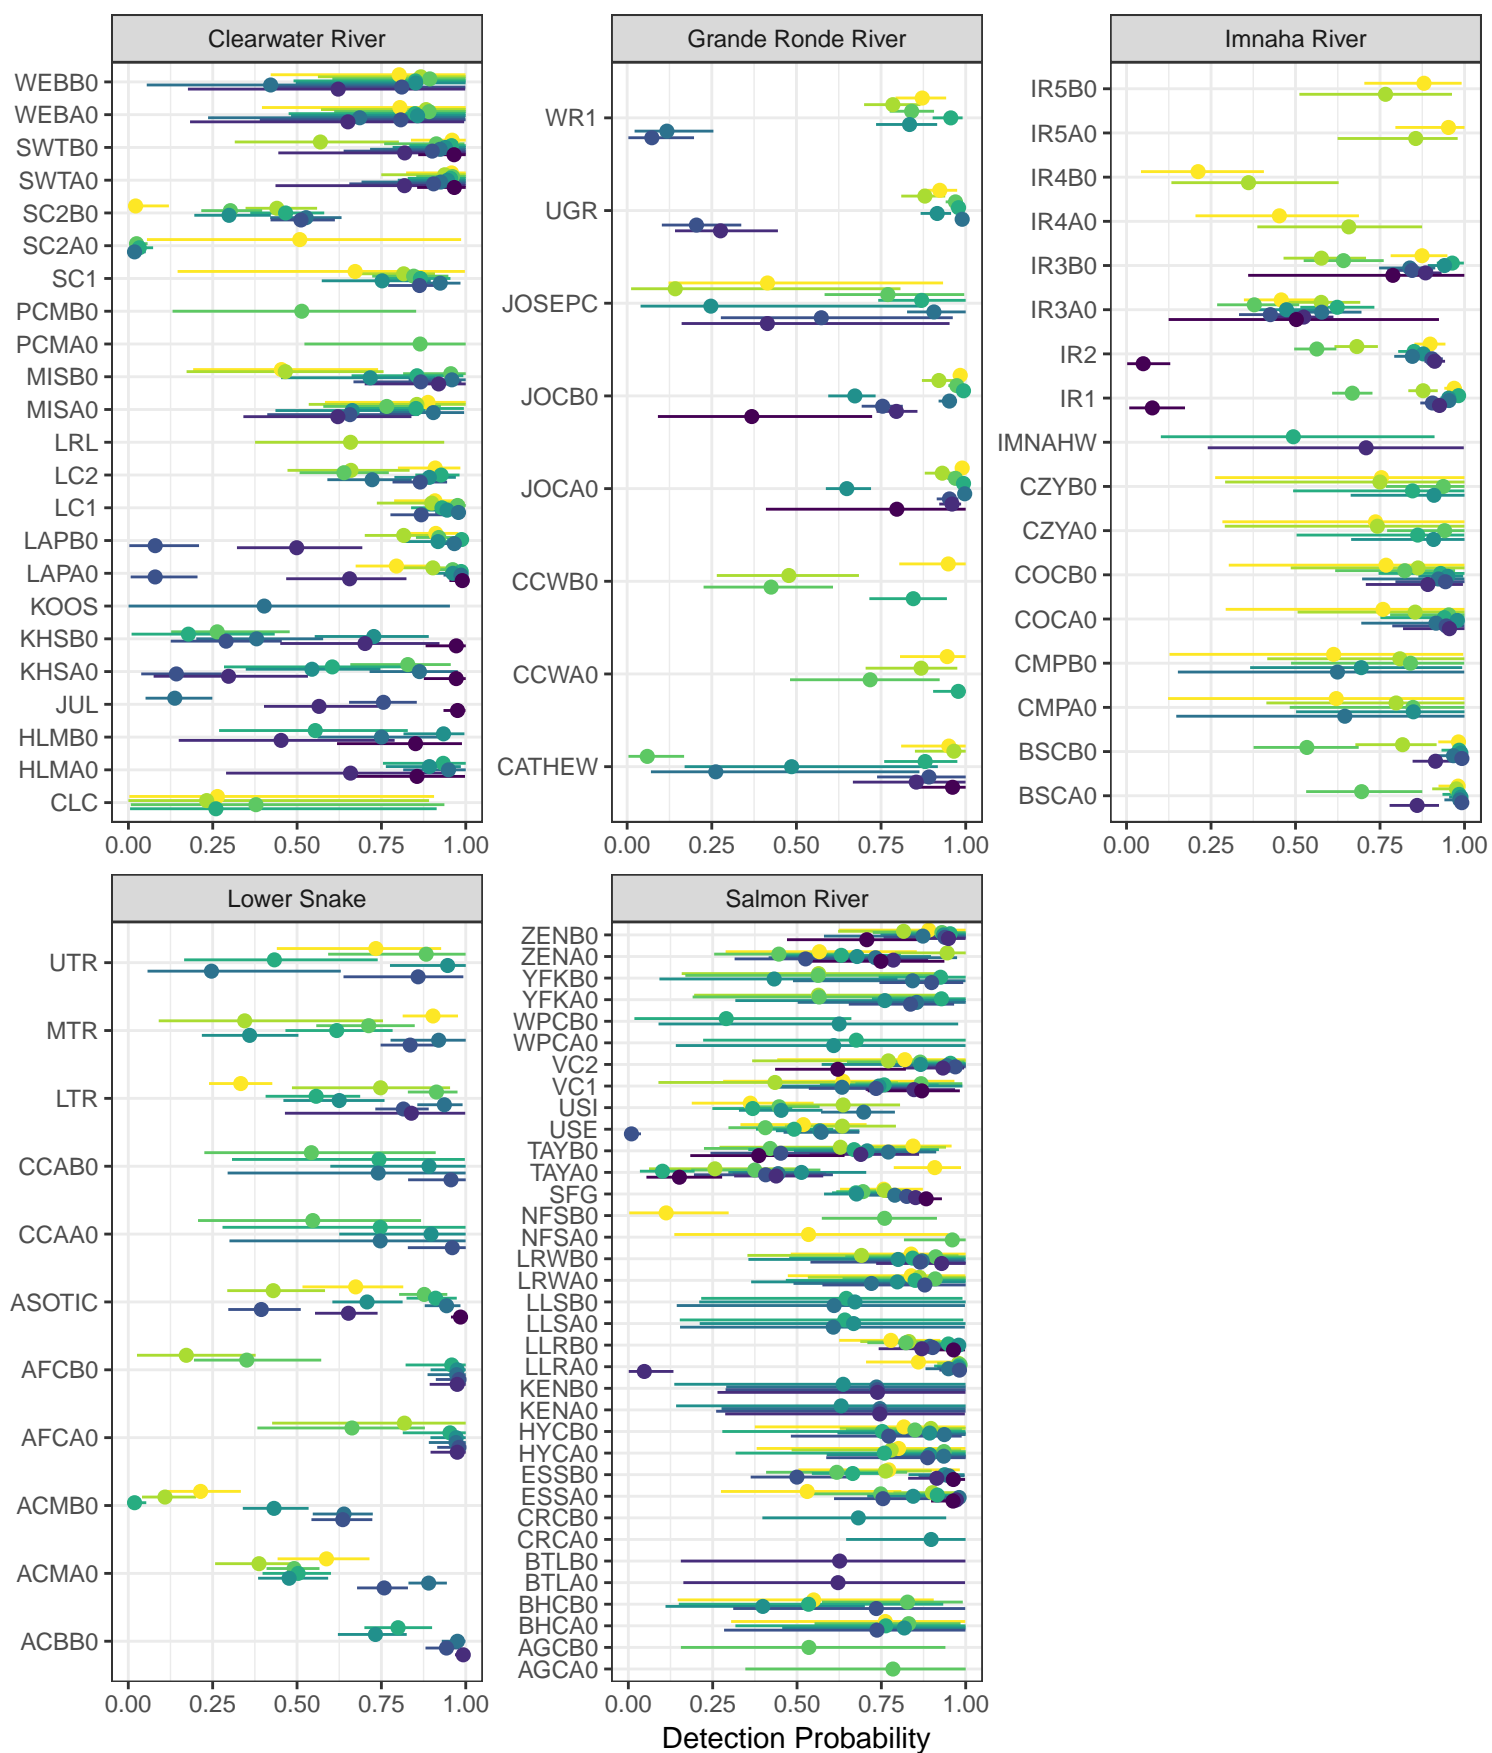 Clearwater River
WEBB0
WEBA0
SWTB0
SWTA0
SC2B0
SC2A0
SC1
PCMB0
PCMA0
MISB0
MISA0
LRL
LC2
LC1
LAPB0
LAPA0
KOOS
KHSB0
KHSA0
JUL
HLMB0
HLMA0
CLC
0.00 0.25 0.50 0.75 1.00
Grande Ronde River
WR1
UGR
JOSEPC
JOCB0
JOCA0
CCWB0
CCWA0
CATHEW
0.00 0.25 0.50 0.75 1.00
Imnaha River
IR5B0
IR5A0
IR4B0
IR4A0
IR3B0
IR3A0
IR2
IR1
IMNAHW
CZYB0
CZYA0
COCB0
COCA0
CMPB0
CMPA0
BSCB0
BSCA0
0.00 0.25 0.50 0.75 1.00
Lower Snake
UTR
MTR
LTR
CCAB0
CCAA0
ASOTIC
AFCB0
AFCA0
ACMB0
ACMA0
ACBB0
0.00 0.25 0.50 0.75 1.00
Salmon River
ZENB0
ZENA0
YFKB0
YFKA0
WPCB0
WPCA0
VC2
VC1
USI
USE
TAYB0
TAYA0
SFG
NFSB0
NFSA0
LRWB0
LRWA0
LLSB0
LLSA0
LLRB0
LLRA0
KENB0
KENA0
HYCB0
HYCA0
ESSB0
ESSA0
CRCB0
CRCA0
BTLB0
BTLA0
BHCB0
BHCA0
AGCB0
AGCA0
0.00 0.25 0.50 0.75 1.00
Detection Probability